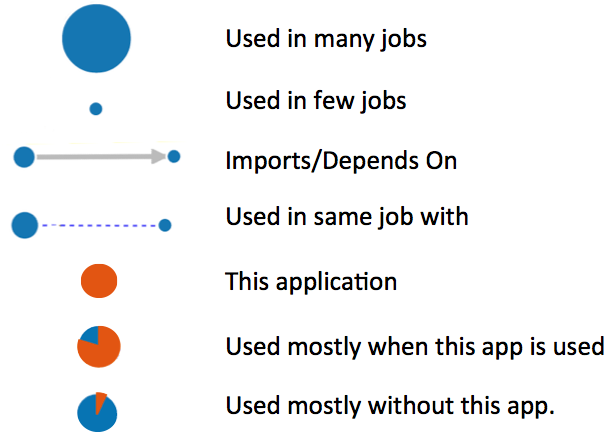 Used in many jobs
Used in few jobs
Imports/Depends On
Used in same job with
This application
Used mostly when this app is used
Used mostly without this app.